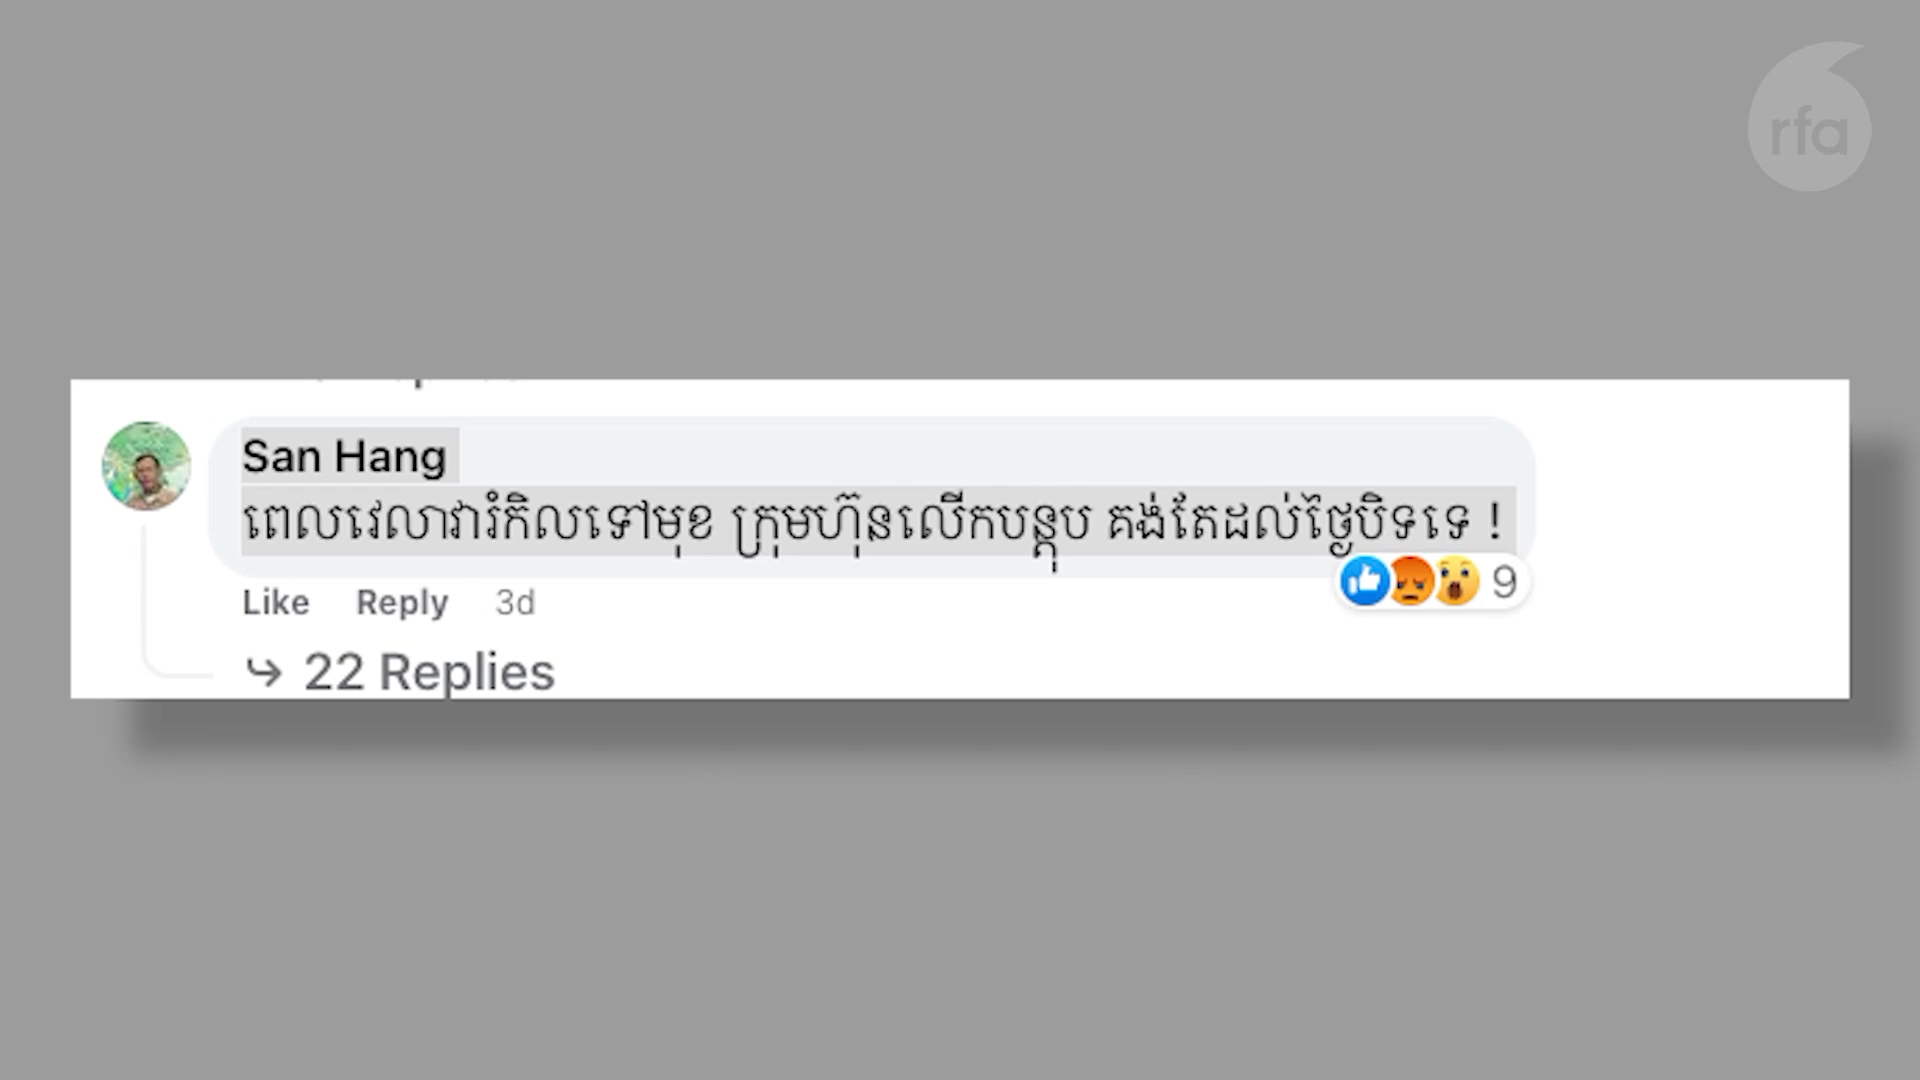 rfa
San Hang
ពេលវេលាវារំកិលទៅមុខ ក្រុមហ៊ុនលើកបន្តុប គង់តែដល់ថ្ងៃបិទទេ !
9
Like Reply 3d
22 Replies